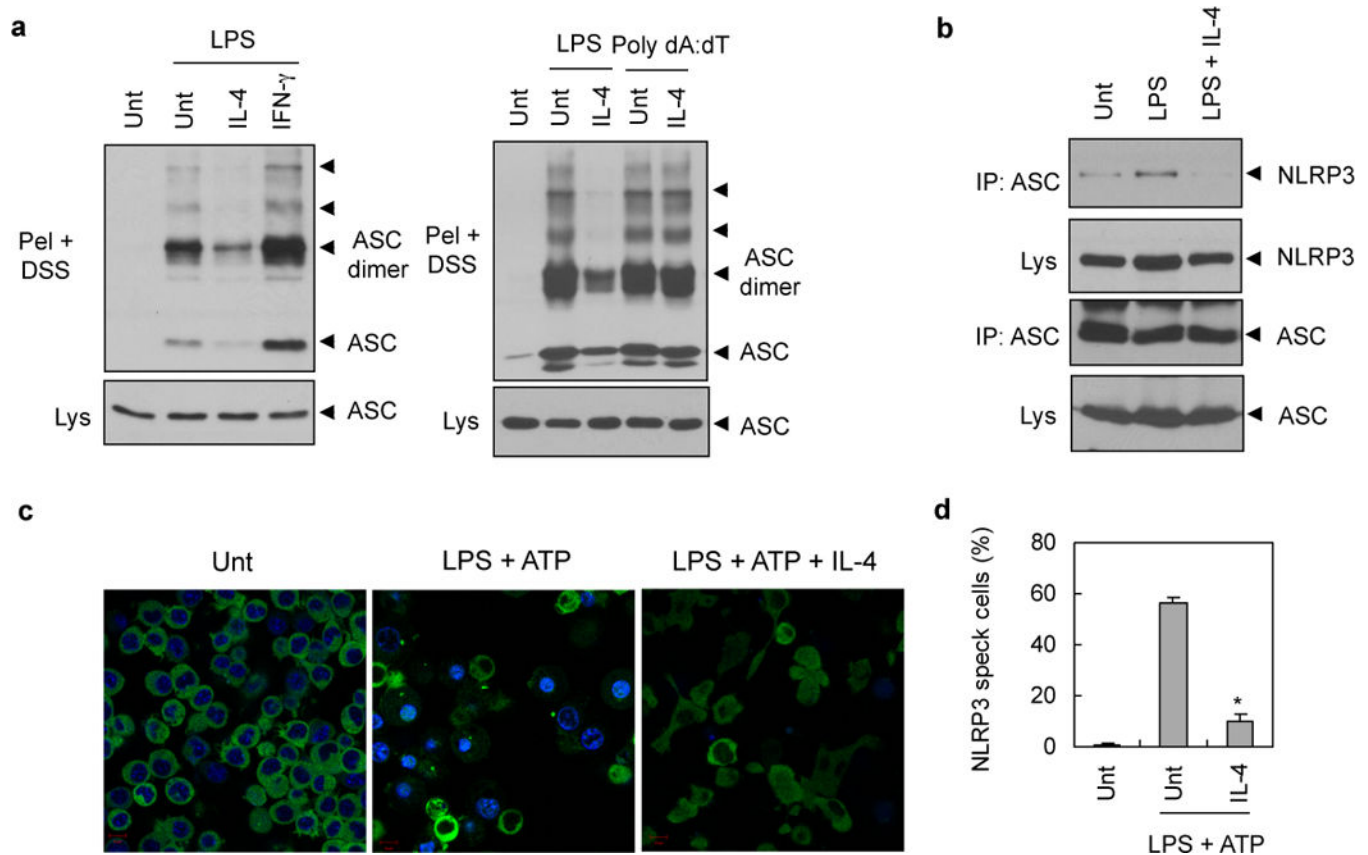 a
LPS
Unt
Unt
IL-4
IFN-γ
Pel +
DSS
ASC
dimer
ASC
Lys
ASC
LPS
Poly dA:dT
Unt
Unt
IL-4
Unt
IL-4
Pel +
DSS
ASC
dimer
ASC
Lys
ASC
b
Unt
LPS
LPS + IL-4
IP: ASC
NLRP3
Lys
NLRP3
IP: ASC
ASC
Lys
ASC
c
Unt
LPS + ATP
LPS + ATP + IL-4
d
NLRP3 speck cells (%)
80
60
40
20
0
*
Unt
Unt
IL-4
LPS + ATP